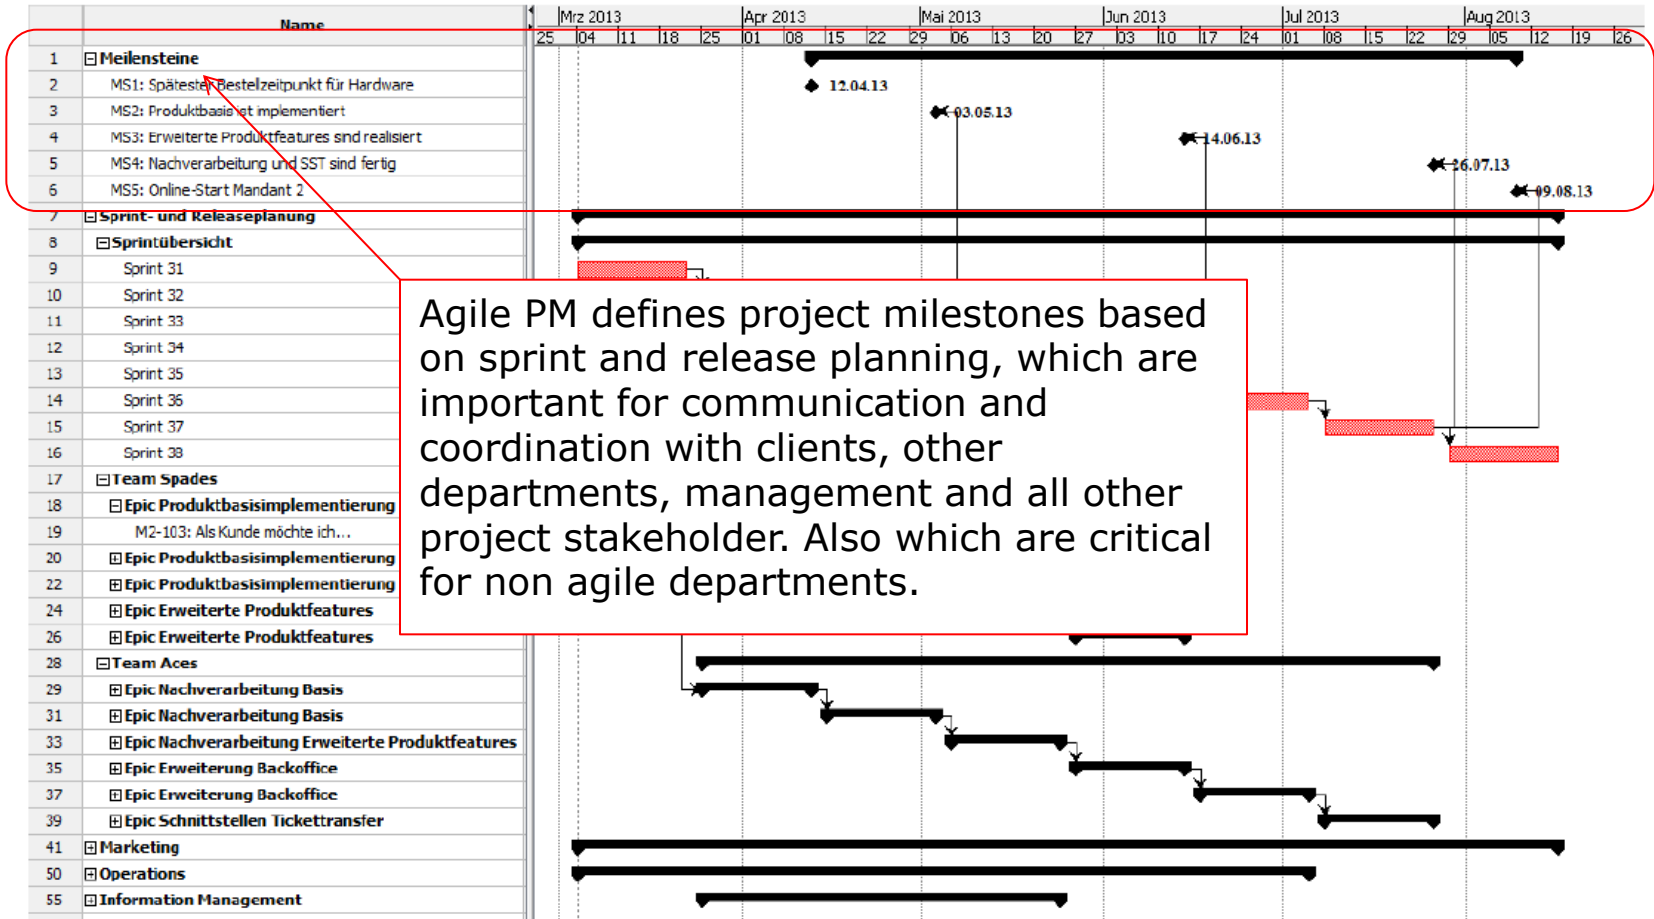 Name
Mrz 2013 Apr 2013 Mai 2013 Jun 2013 Jul 2013 Aug 2013
25 04 11 18 25 01 08 15 22 29 06 13 20 27 03 10 17 24 01 08 15 22 29 05 12 19 26
1 Meilensteine
2 MS1: Spätester Bestellzeitpunkt für Hardware 12.04.13
3 MS2: Produktbasis ist implementiert 03.05.13
4 MS3: Erweiterte Produktfeatures sind realisiert 14.06.13
5 MS4: Nachverarbeitung und SST sind fertig 26.07.13
6 MS5: Online-Start Mandant 2 09.08.13
7 Sprint- und Releaseplanung
8 Sprintübersicht
9 Sprint 31
10 Sprint 32
11 Sprint 33
12 Sprint 34
13 Sprint 35
14 Sprint 36
15 Sprint 37
16 Sprint 38
17 Team Spades
18 Epic Produktbasisimplementierung
19 M2-103: Als Kunde möchte ich...
20 Epic Produktbasisimplementierung
22 Epic Produktbasisimplementierung
24 Epic Erweiterte Produktfeatures
26 Epic Erweiterte Produktfeatures
28 Team Aces
29 Epic Nachverarbeitung Basis
31 Epic Nachverarbeitung Basis
33 Epic Nachverarbeitung Erweiterte Produktfeatures
35 Epic Erweiterung Backoffice
37 Epic Erweiterung Backoffice
39 Epic Schnittstellen Tickettransfer
41 Marketing
50 Operations
55 Information Management
Agile PM defines project milestones based
on sprint and release planning, which are
important for communication and
coordination with clients, other
departments, management and all other
project stakeholder. Also which are critical
for non agile departments.